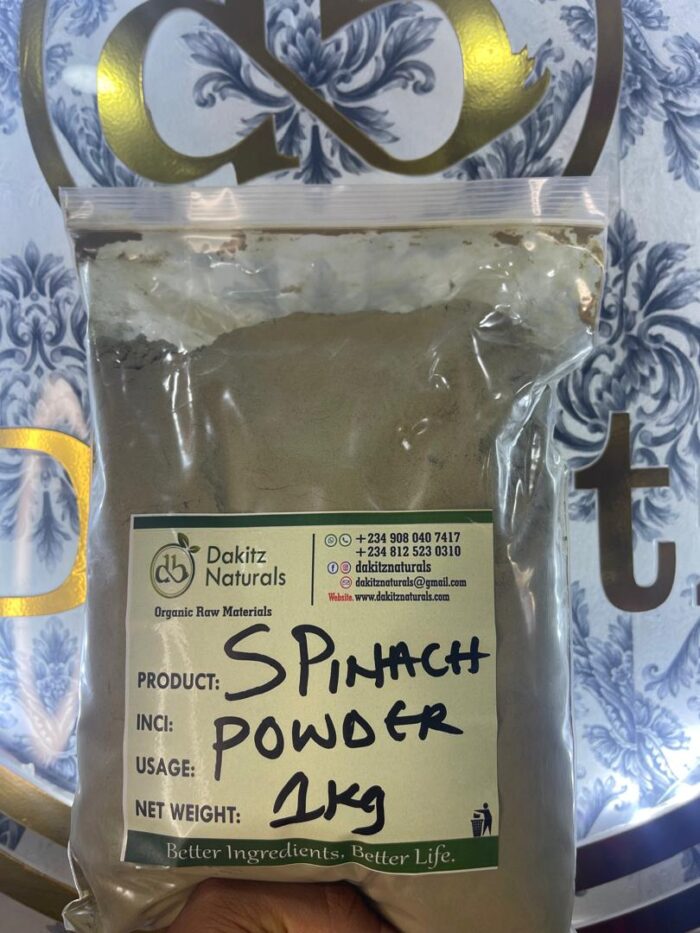 t.
Dakitz
Naturals
Organic Raw Materials
+234 908 040 7417
+234 812 523 0310
dakitznaturals
dakitznaturals@gmail.com
Website. www.dakitznaturals.com
PRODUCT: SPINACH
INCI: POWDER
USAGE:
NET WEIGHT: 1kg
Better Ingredients, Better Life.